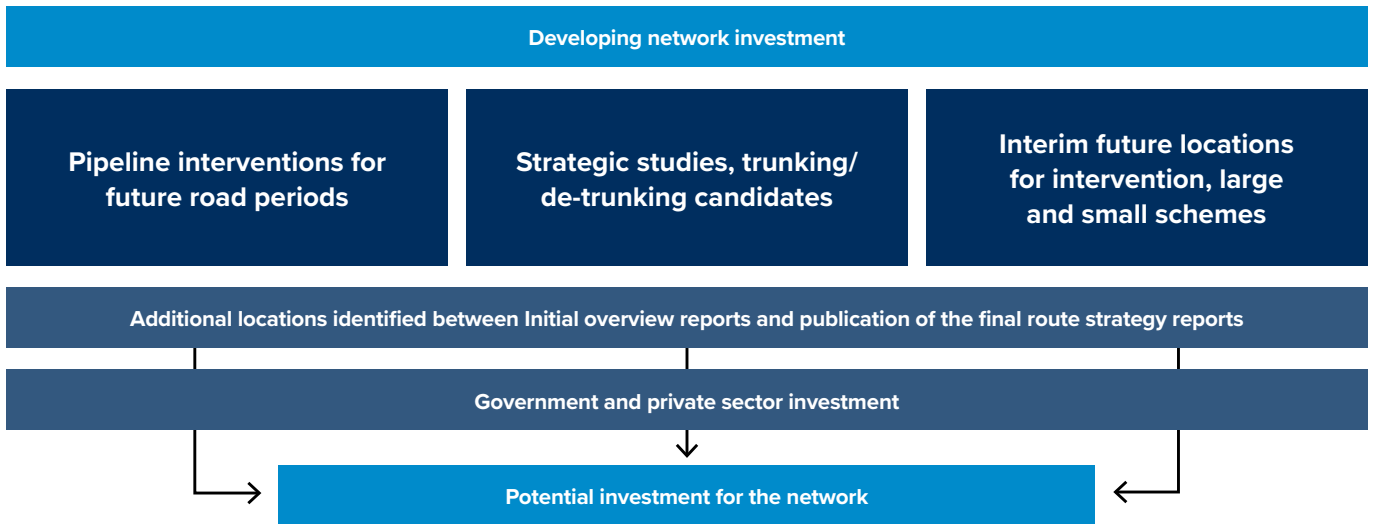 Developing network investment
Pipeline interventions for
future road periods
Strategic studies, trunking/
de-trunking candidates
Interim future locations
for intervention, large
and small schemes
Additional locations identified between Initial overview reports and publication of the final route strategy reports
Government and private sector investment
Potential investment for the network